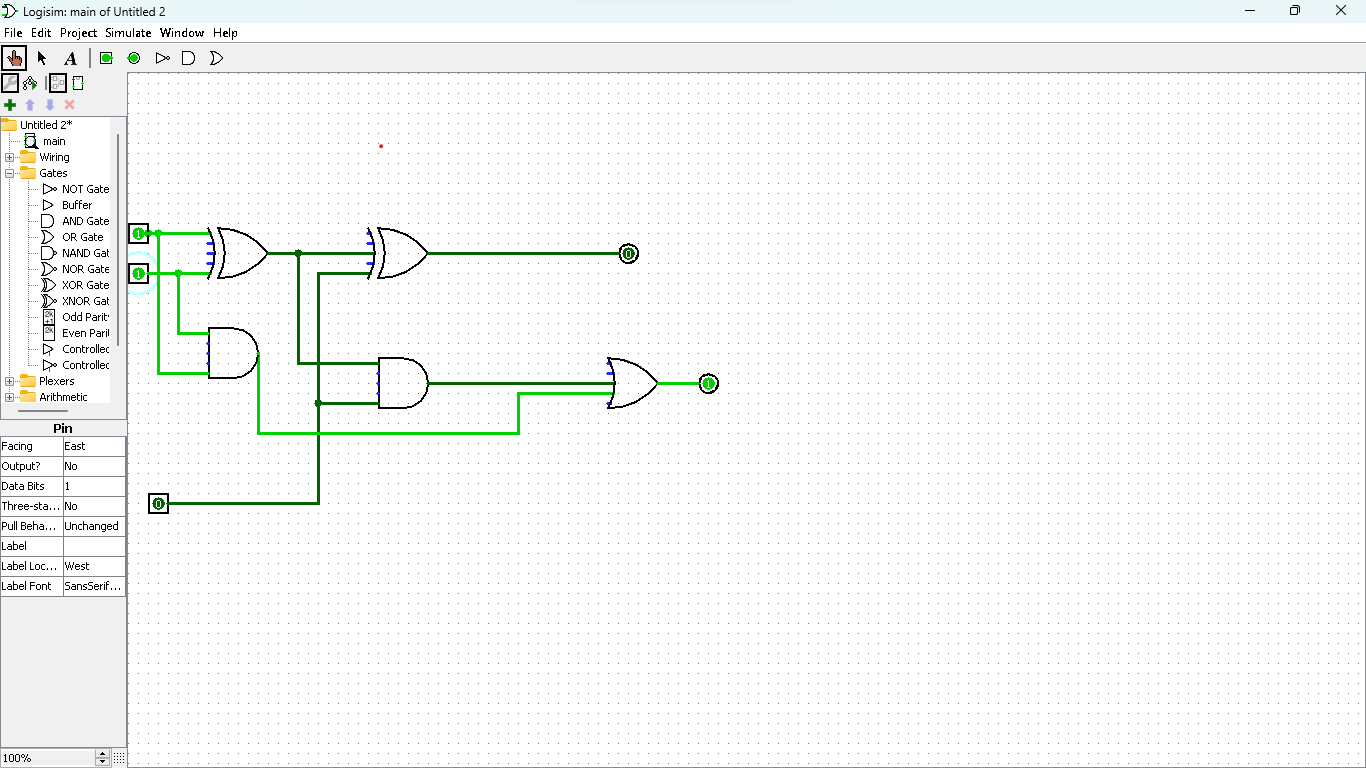 Logisim: main of Untitled 2
File Edit Project Simulate Window Help
A
Untitled 2*
main
Wiring
Gates
NOT Gate
Buffer
AND Gate
OR Gate
NAND Gat
NOR Gate
XOR Gate
XNOR Gat
Odd Parit
Even Parit
Controllec
Controllec
Plexers
Arithmetic
Pin
Facing East
Output? No
Data Bits 1
Three-sta... No
Pull Beha... Unchanged
Label
Label Loc... West
Label Font SansSerif...
100%
1
0
1
1
0